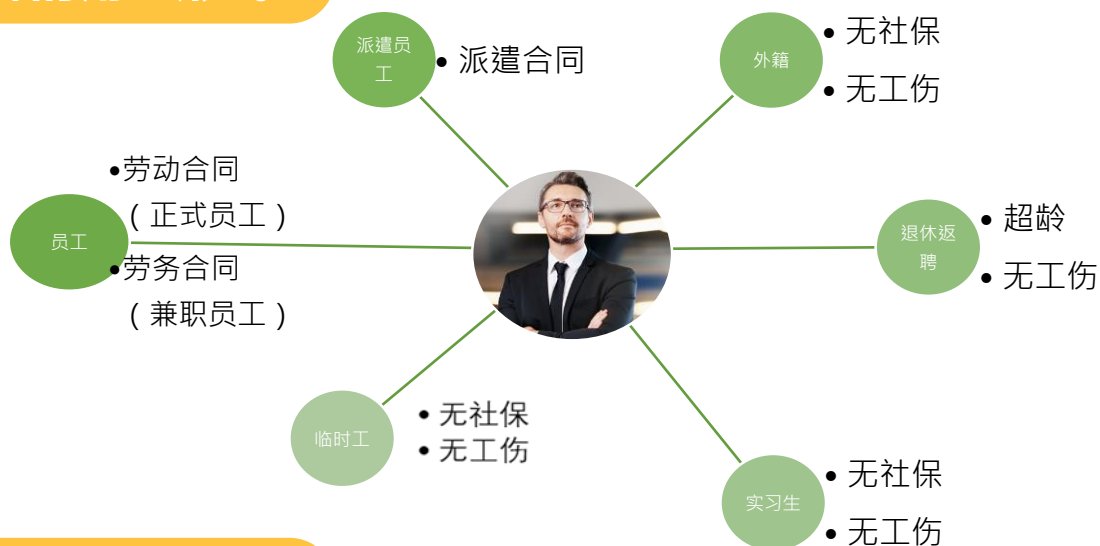 派遣员
工
• 派遣合同
外籍
• 无社保
• 无工伤
员工
•劳动合同
（正式员工）
•劳务合同
（兼职员工）
退休返
聘
• 超龄
• 无工伤
临时工
• 无社保
• 无工伤
实习生
• 无社保
• 无工伤